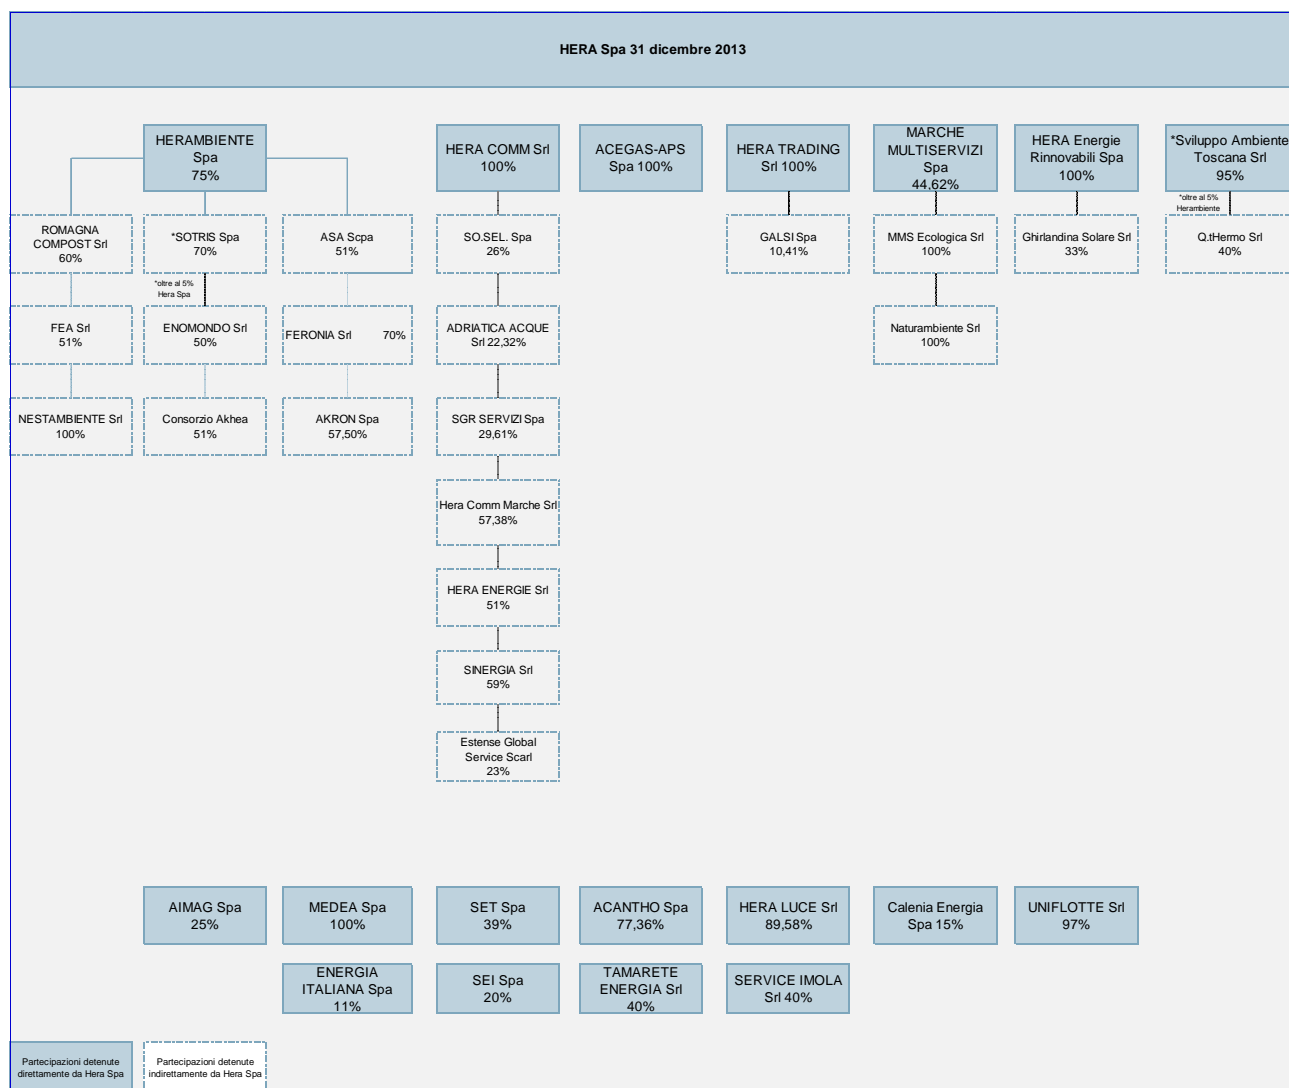 HERA Spa 31 dicembre 2013
HERAMBIENTE
Spa
75%
HERA COMM Srl
100%
ACEGAS-APS
Spa 100%
HERA TRADING
Srl 100%
MARCHE
MULTISERVIZI
Spa
44,62%
HERA Energie
Rinnovabili Spa
100%
*Sviluppo Ambiente
Toscana Srl
95%
*oltre al 5%
Herambiente
ROMAGNA
COMPOST Srl
60%
*SOTRIS Spa
70%
ASA Scpa
51%
SO.SEL. Spa
26%
GALSI Spa
10,41%
MMS Ecologica Srl
100%
Ghirlandina Solare Srl
33%
Q.tHermo Srl
40%
*oltre al 5%
Hera Spa
FEA Srl
51%
ENOMONDO Srl
50%
FERONIA Srl 70%
ADRIATICA ACQUE
Srl 22,32%
Naturambiente Srl
100%
NESTAMBIENTE Srl
100%
Consorzio Akhea
51%
AKRON Spa
57,50%
SGR SERVIZI Spa
29,61%
Hera Comm Marche Srl
57,38%
HERA ENERGIE Srl
51%
SINERGIA Srl
59%
Estense Global
Service Scarl
23%
AIMAG Spa
25%
MEDEA Spa
100%
SET Spa
39%
ACANTHO Spa
77,36%
HERA LUCE Srl
89,58%
Calenia Energia
Spa 15%
UNIFLOTTE Srl
97%
ENERGIA
ITALIANA Spa
11%
SEI Spa
20%
TAMARETE
ENERGIA Srl
40%
SERVICE IMOLA
Srl 40%
Partecipazioni detenute
direttamente da Hera Spa
Partecipazioni detenute
indirettamente da Hera Spa